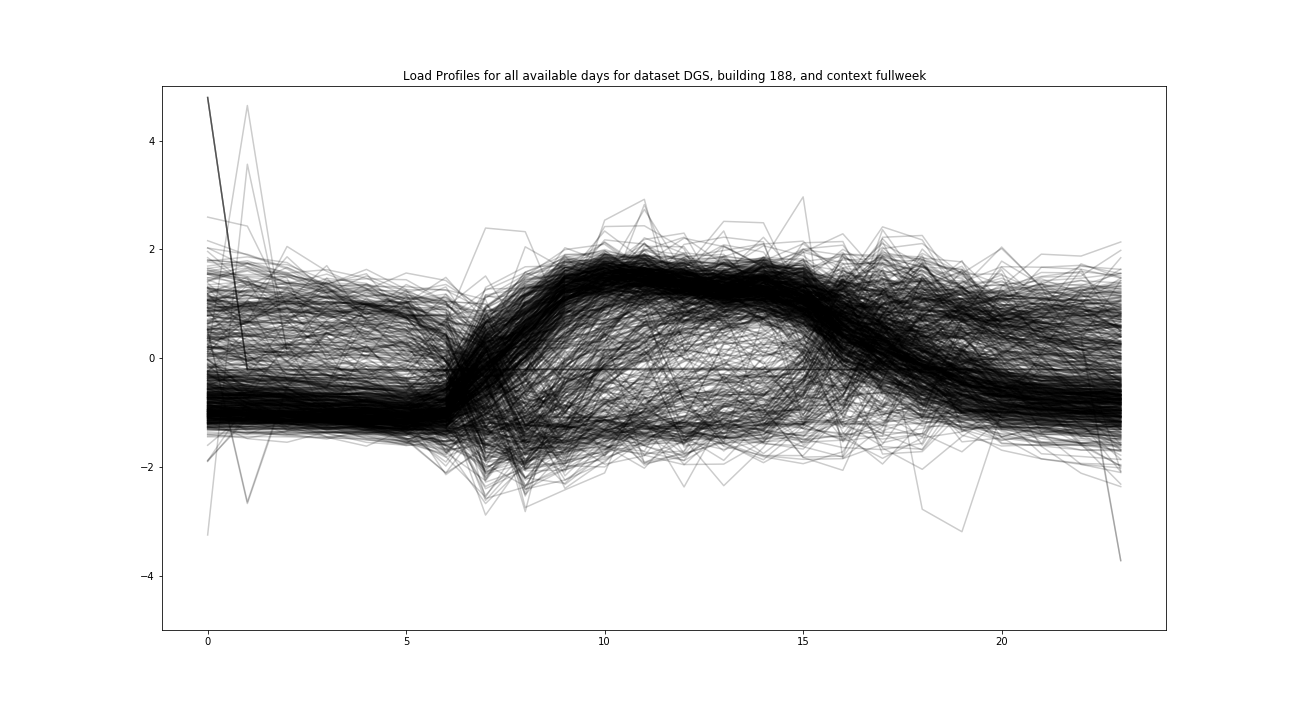 Load Profiles for all available days for dataset DGS, building 188, and context fullweek
4
2
0
−2
−4
0 5 10 15 20